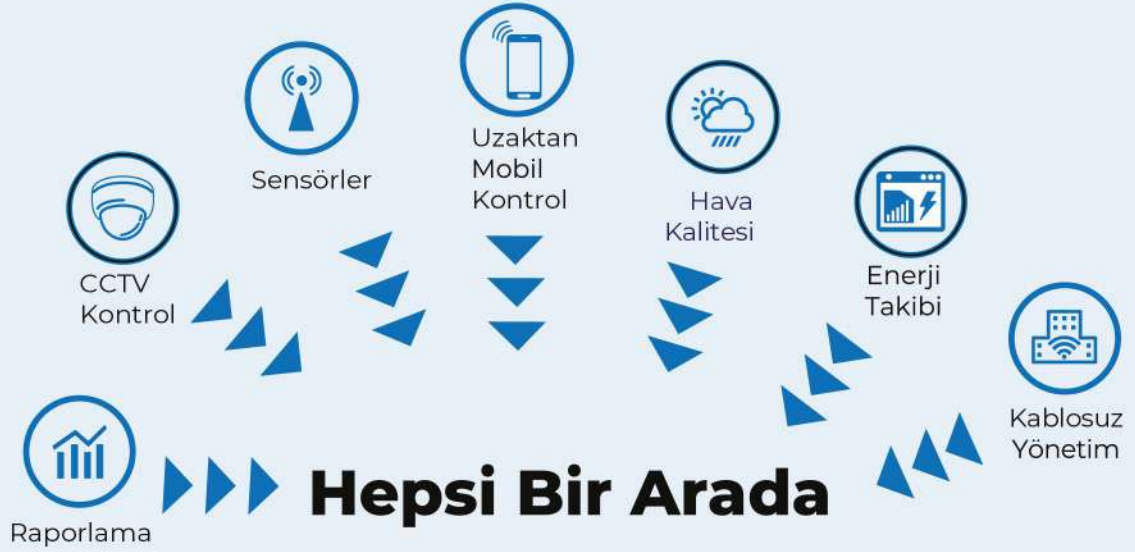 Uzaktan
Mobil
Kontrol
Sensörler
Hava
Kalitesi
CCTV
Kontrol
Enerji
Takibi
Kablosuz
Yönetim
Raporlama
Hepsi Bir Arada